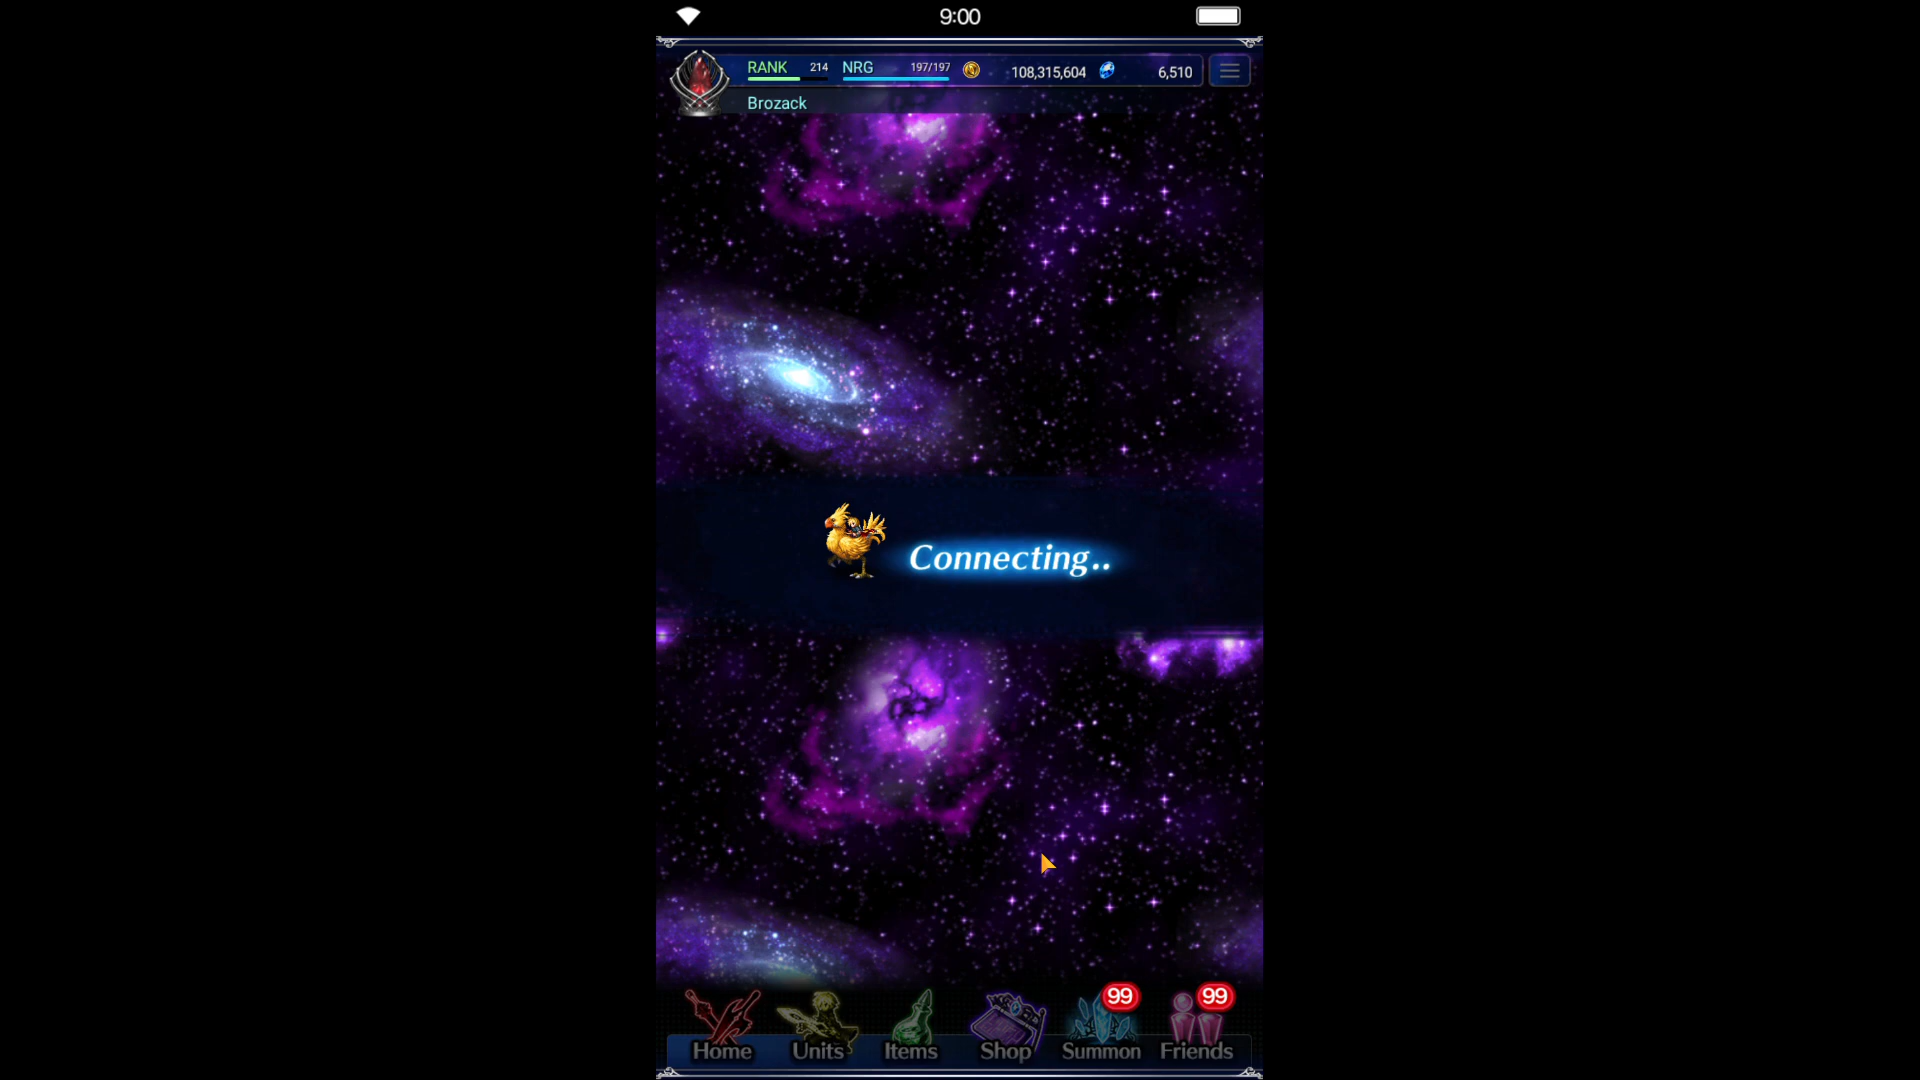 9:00
RANK 214 NRG 197/197 108,315,604 6,510
Brozack
Connecting..
99 99
Home Units Items Shop Summon Friends